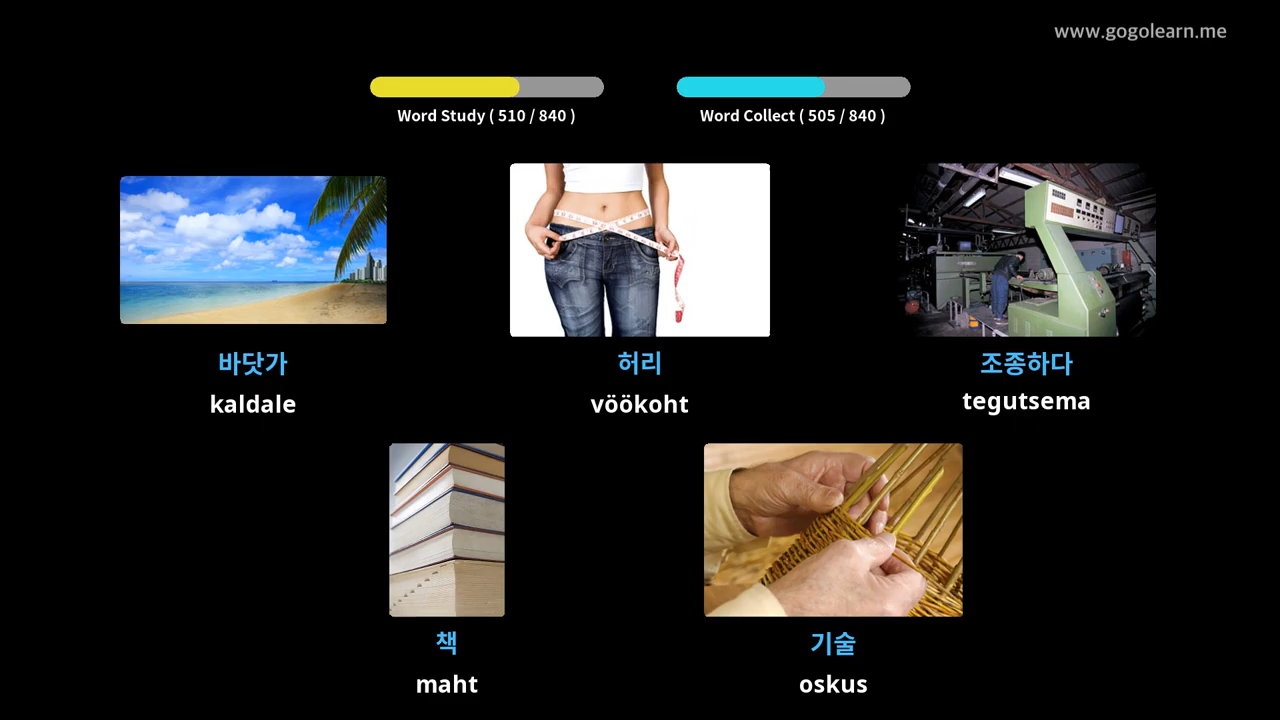 www.gogolearn.me
Word Study ( 510 / 840 )
Word Collect ( 505 / 840 )
바닷가
kaldale
허리
vöökoht
조종하다
tegutsema
책
maht
기술
oskus